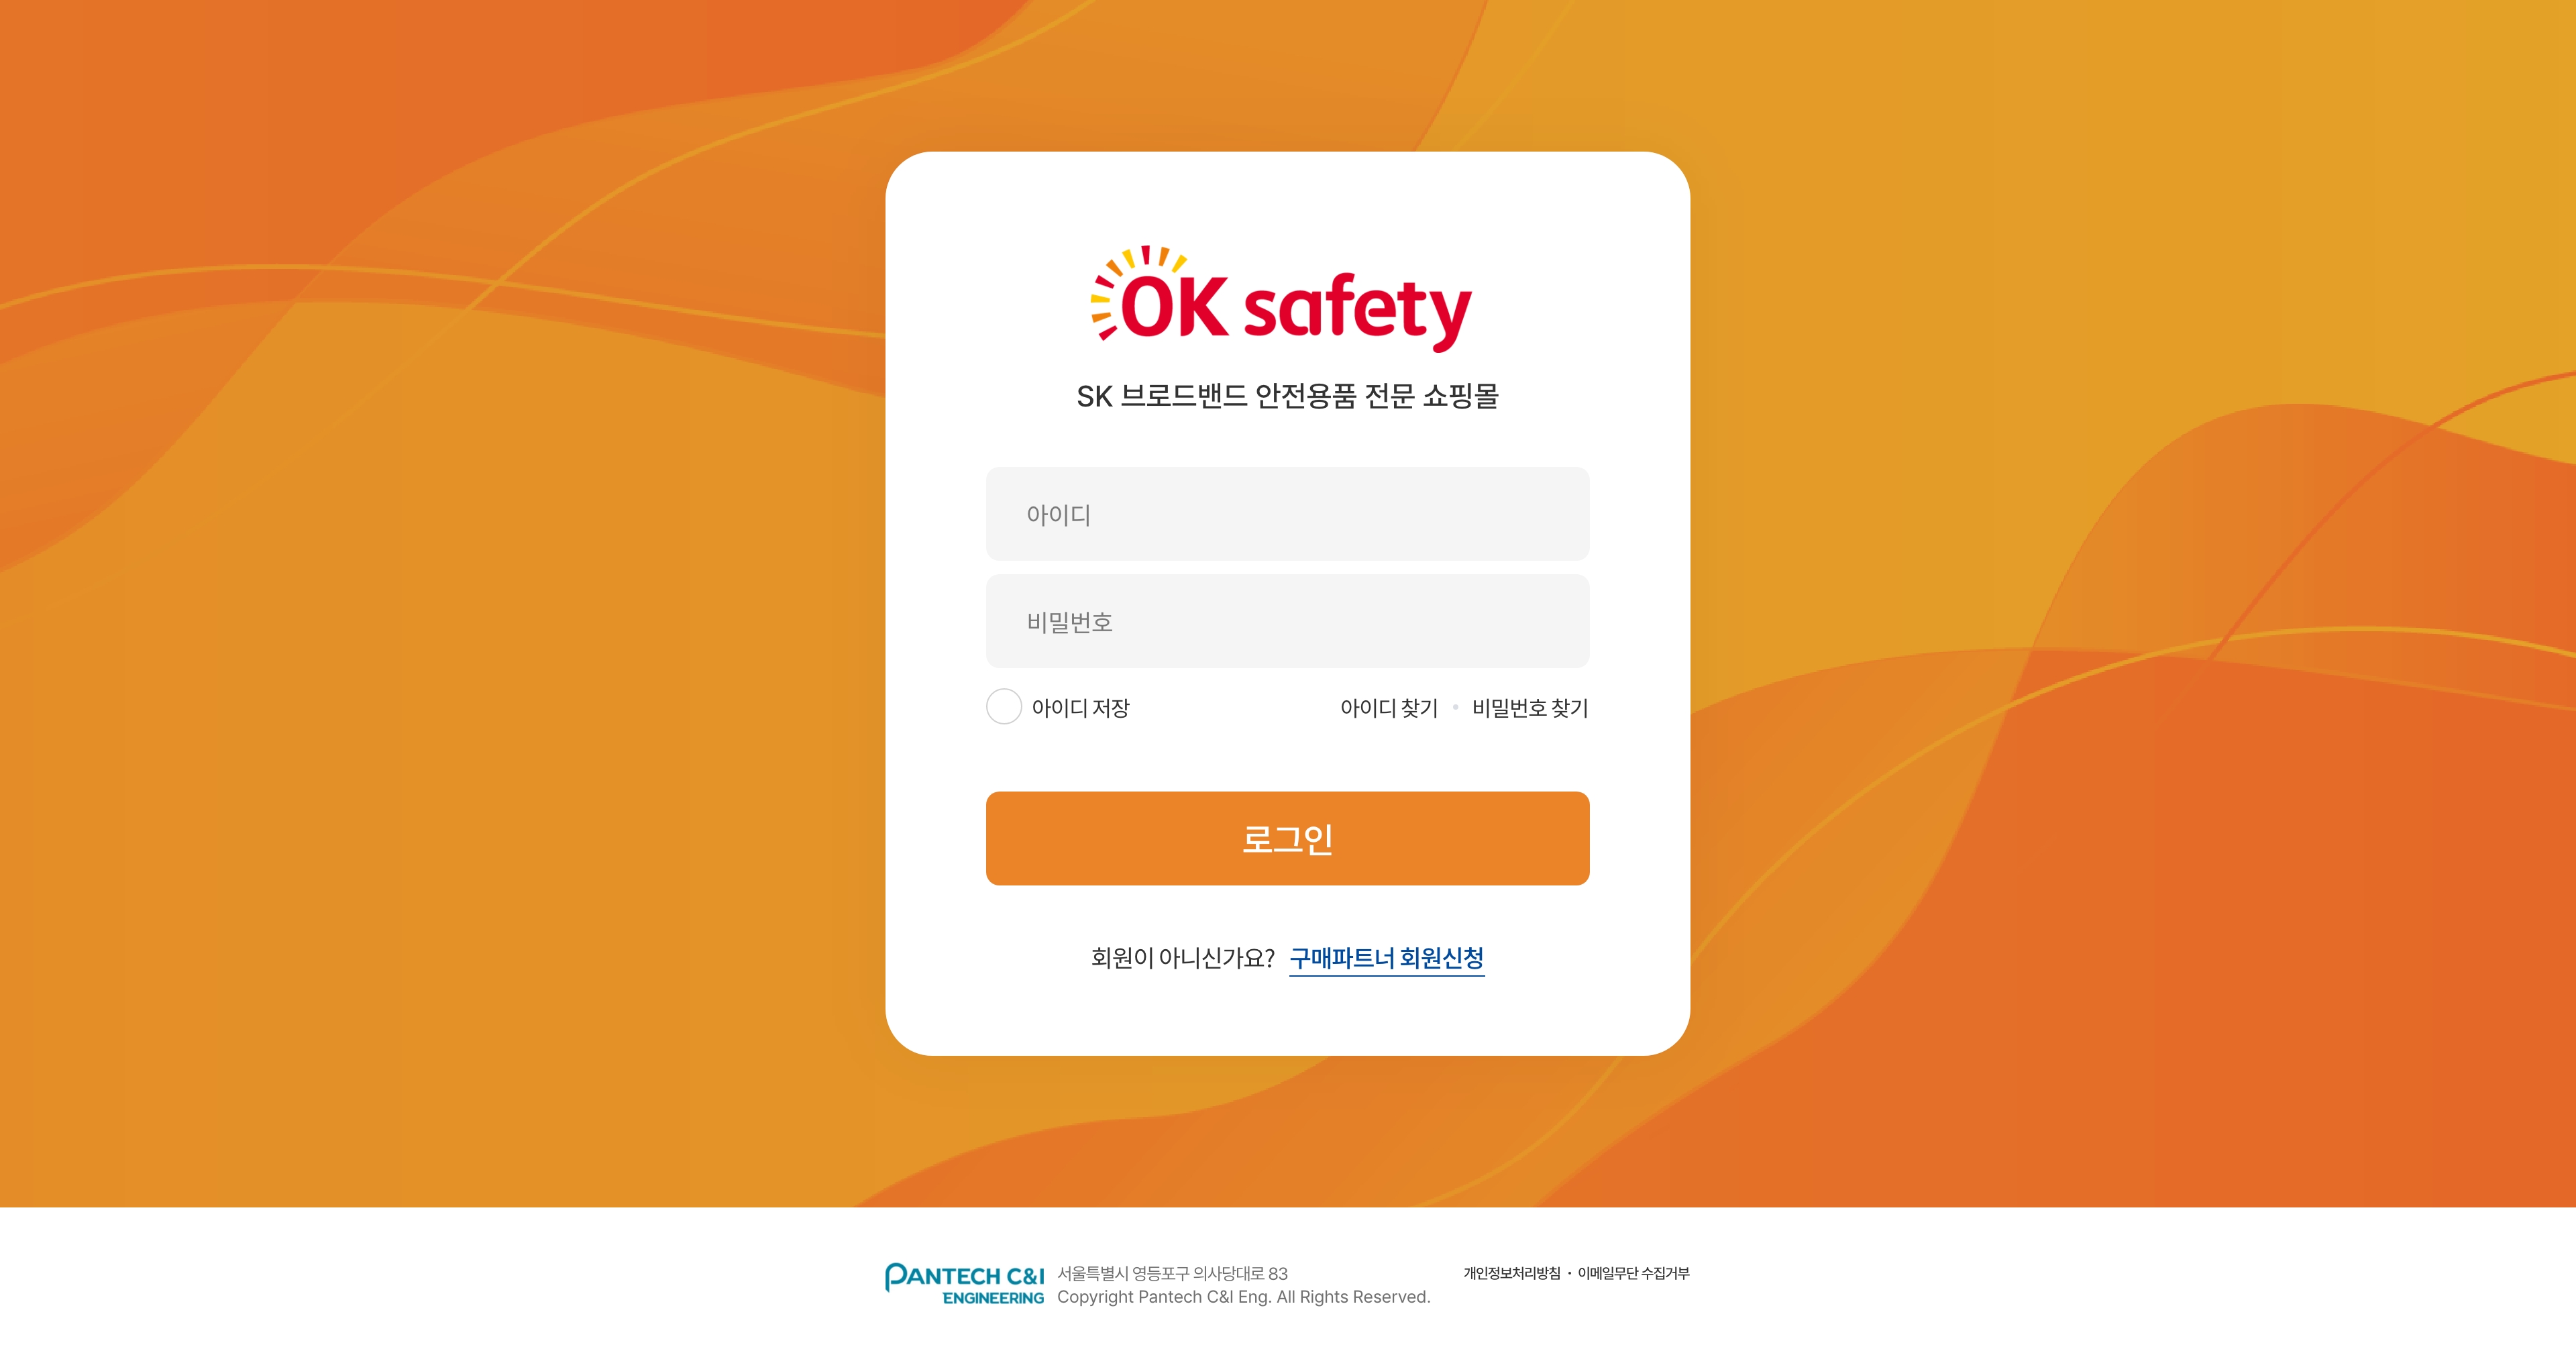 OK safety
SK 브로드밴드 안전용품 전문 쇼핑몰
아이디
비밀번호
아이디 저장
아이디 찾기 • 비밀번호 찾기
로그인
회원이 아니신가요? 구매파트너 회원신청
PANTECH C&I
ENGINEERING
서울특별시 영등포구 의사당대로 83
Copyright Pantech C&I Eng. All Rights Reserved.
개인정보처리방침 • 이메일무단 수집거부